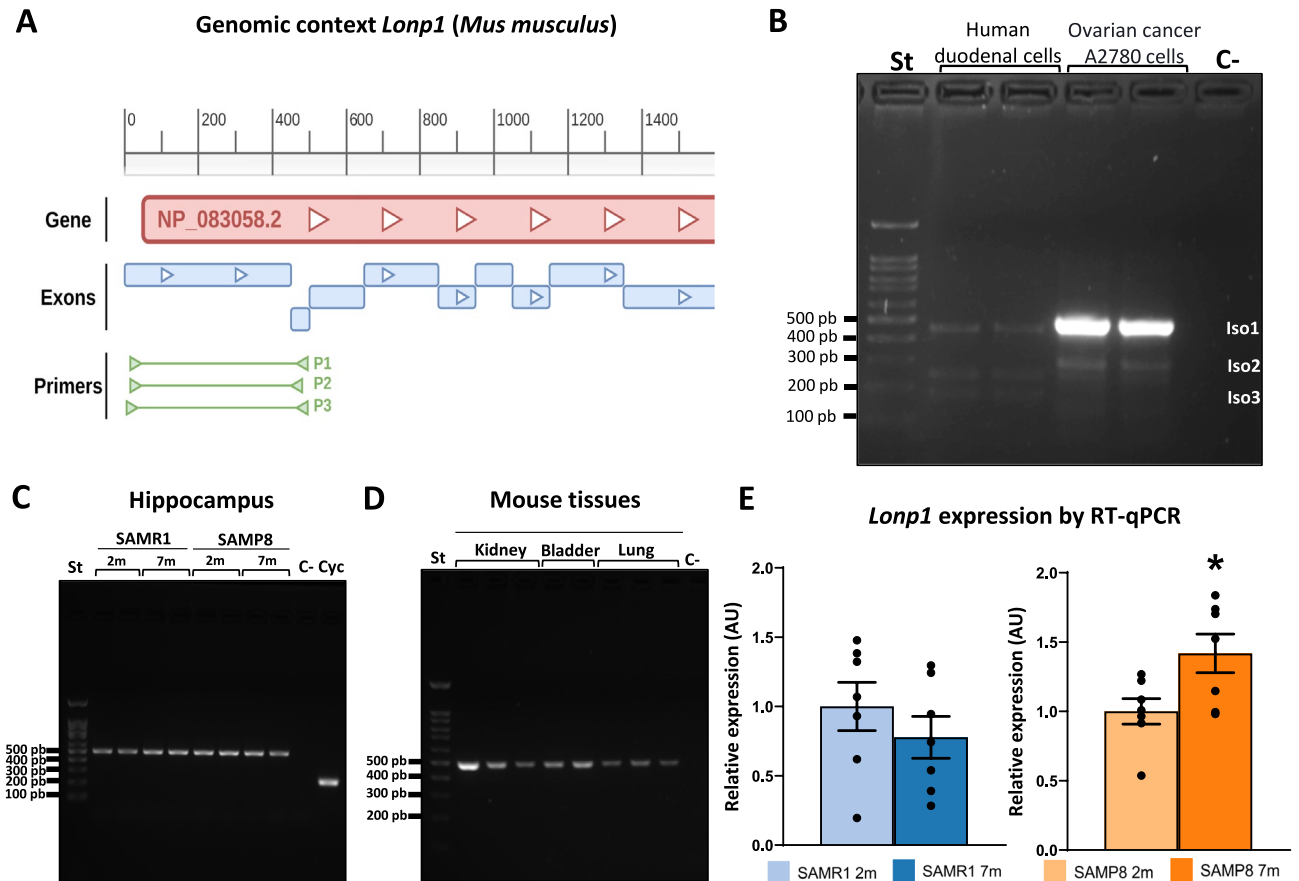 A
Genomic context Lonp1 (Mus musculus)
0 200 400 600 800 1000 1200 1400
Gene
NP_083058.2
Exons
Primers
P1
P2
P3
B
Human duodenal cells
Ovarian cancer A2780 cells
St
C-
500 pb
400 pb
300 pb
200 pb
100 pb
Iso1
Iso2
Iso3
C
Hippocampus
SAMR1 SAMP8
2m 7m 2m 7m
St
C- Cyc
500 pb
400 pb
300 pb
200 pb
100 pb
D
Mouse tissues
St
Kidney Bladder Lung
C-
500 pb
400 pb
300 pb
200 pb
E
Lonp1 expression by RT-qPCR
Relative expression (AU)
2.0
1.5
1.0
0.5
0.0
SAMR1 2m SAMR1 7m
Relative expression (AU)
2.0
1.5
1.0
0.5
0.0
*
SAMP8 2m SAMP8 7m